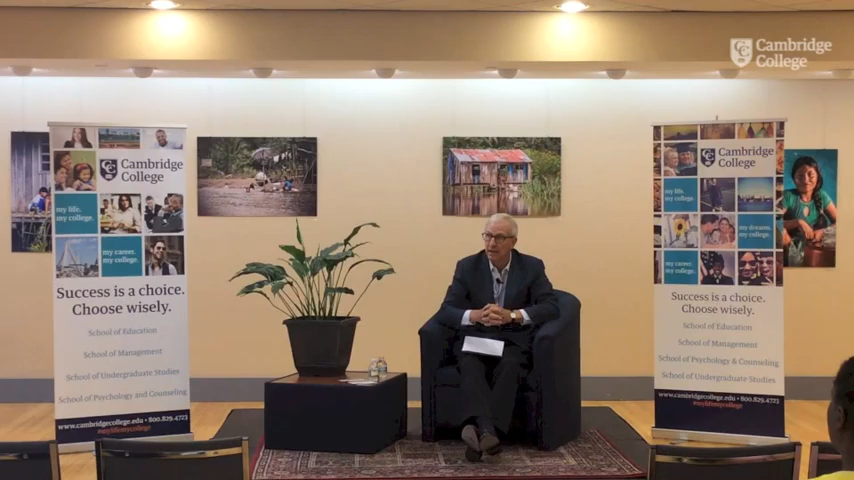 Cambridge
College
Cambridge
College
my life.
my college.
my career.
my college.
Success is a choice.
Choose wisely.
School of Education
School of Management
School of Undergraduate Studies
School of Psychology and Counseling
www.cambridgecollege.edu • 800.829.4723
#mylifemycollege
Cambridge
College
my life.
my college.
my dreams.
my college.
my career.
my college.
Success is a choice.
Choose wisely.
School of Education
School of Management
School of Psychology & Counseling
School of Undergraduate Studies
www.cambridgecollege.edu • 800.829.4723
#mylifemycollege